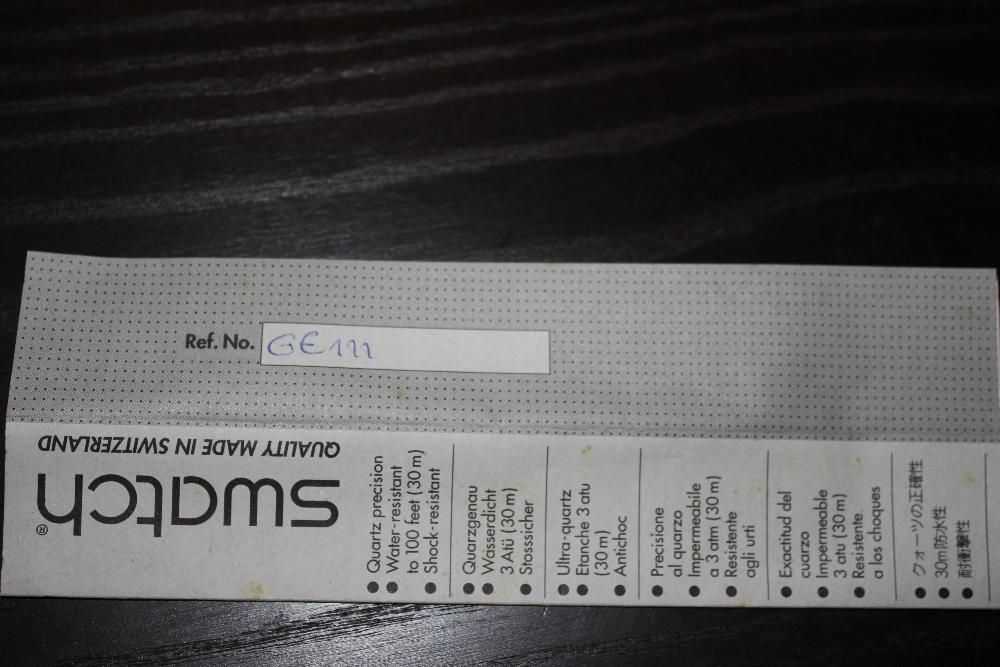 Ref. No. GE111
swatch®
QUALITY MADE IN SWITZERLAND
● Quartz precision
● Water-resistant
to 100 feet (30 m)
● Shock-resistant
● Quarzgenau
● Wasserdicht
3 Atü (30 m)
● Stosssicher
● Ultra-quartz
● Etanche 3 atu
(30 m)
● Antichoc
● Precisione
al quarzo
● Impermeabile
a 3 atm (30 m)
● Resistente
agli urti
● Exactitud del
cuarzo
● Impermeable
3 atu (30 m)
● Resistente
a los choques
● クォーツの正確性
● 30m防水性
● 耐衝撃性